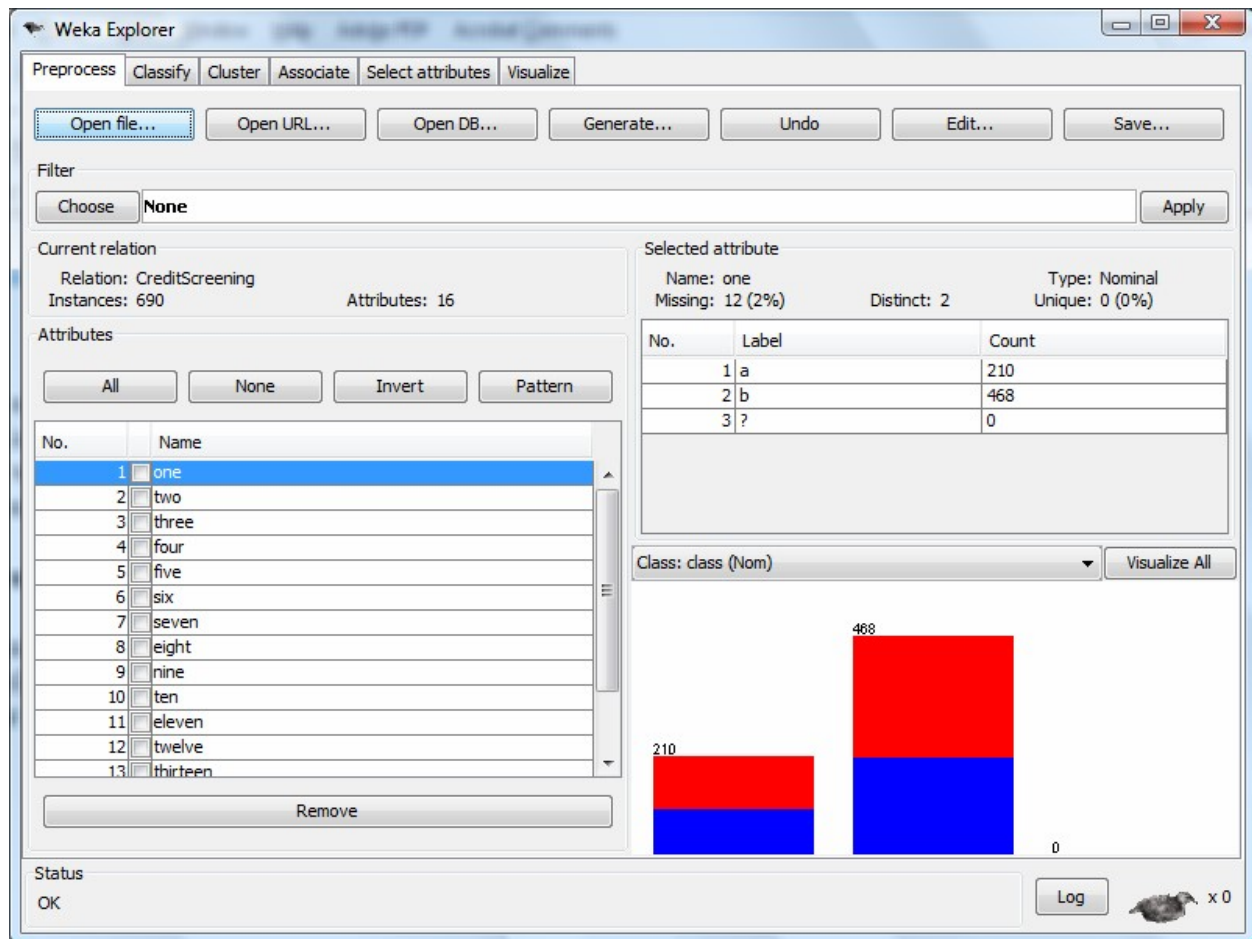 Weka Explorer
Preprocess Classify Cluster Associate Select attributes Visualize
Open file... Open URL... Open DB... Generate... Undo Edit... Save...
Filter
Choose None Apply
Current relation
Relation: CreditScreening
Instances: 690 Attributes: 16
Selected attribute
Name: one Type: Nominal
Missing: 12 (2%) Distinct: 2 Unique: 0 (0%)
No. Label Count
1 a 210
2 b 468
3 ? 0
Attributes
All None Invert Pattern
No. Name
1 one
2 two
3 three
4 four
5 five
6 six
7 seven
8 eight
9 nine
10 ten
11 eleven
12 twelve
13 thirteen
Remove
Class: class (Nom) Visualize All
210
468
0
Status
OK
Log x 0